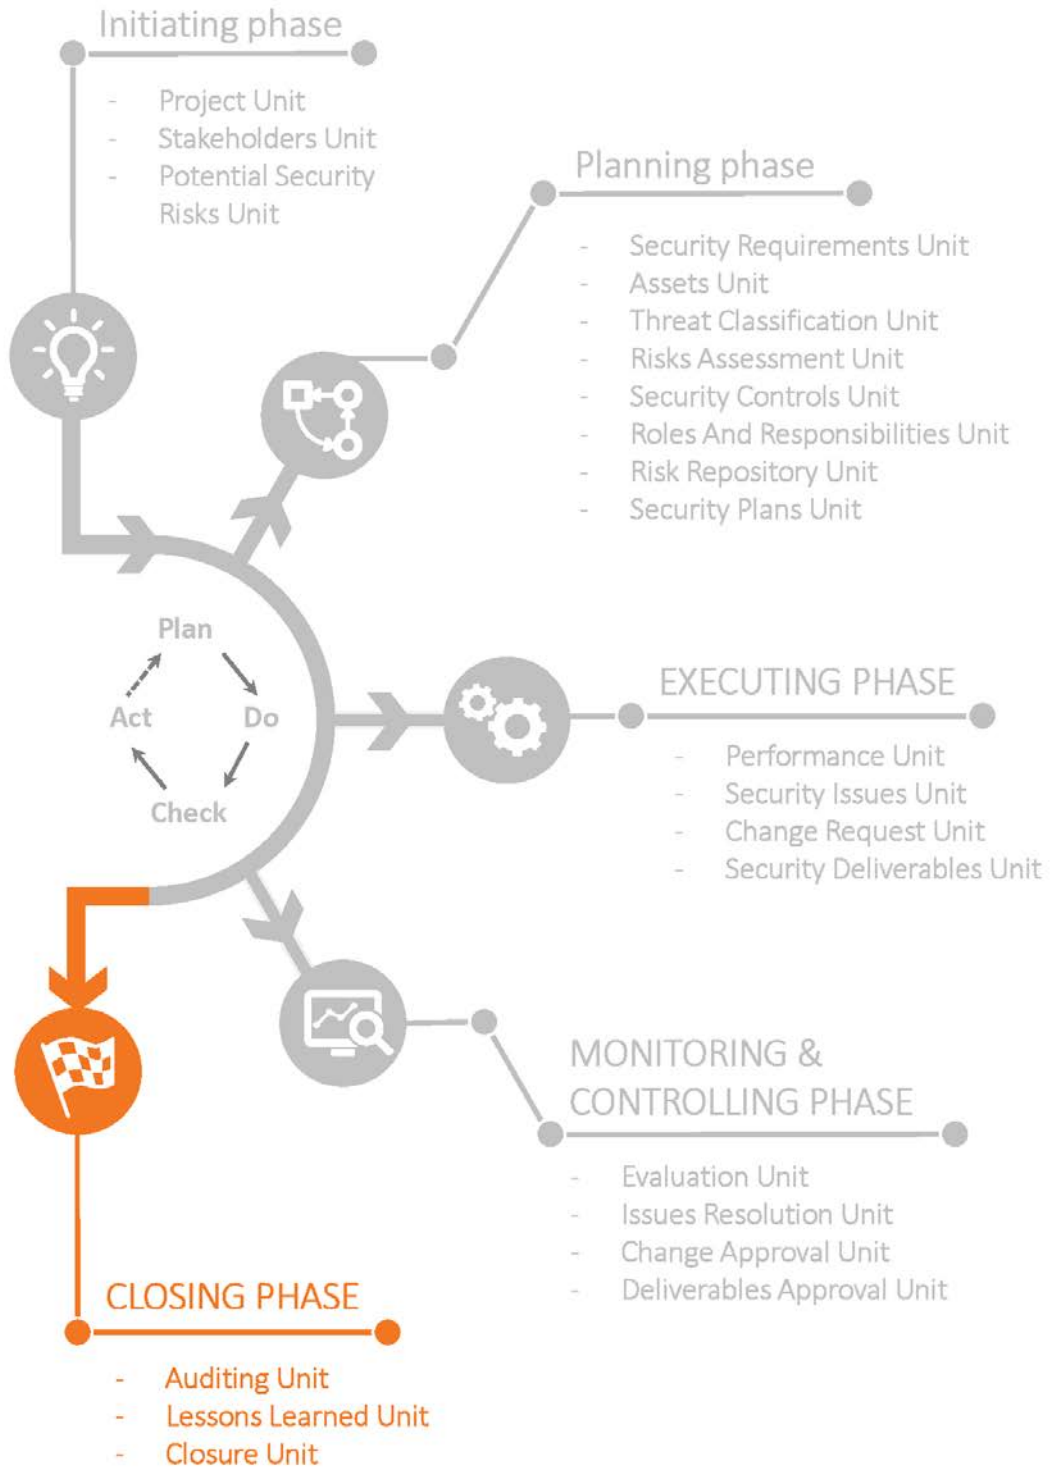 Initiating phase
- Project Unit
- Stakeholders Unit
- Potential Security
Risks Unit
Planning phase
- Security Requirements Unit
- Assets Unit
- Threat Classification Unit
- Risks Assessment Unit
- Security Controls Unit
- Roles And Responsibilities Unit
- Risk Repository Unit
- Security Plans Unit
Plan
Act
Do
Check
EXECUTING PHASE
- Performance Unit
- Security Issues Unit
- Change Request Unit
- Security Deliverables Unit
MONITORING &
CONTROLLING PHASE
- Evaluation Unit
- Issues Resolution Unit
- Change Approval Unit
- Deliverables Approval Unit
CLOSING PHASE
- Auditing Unit
- Lessons Learned Unit
- Closure Unit